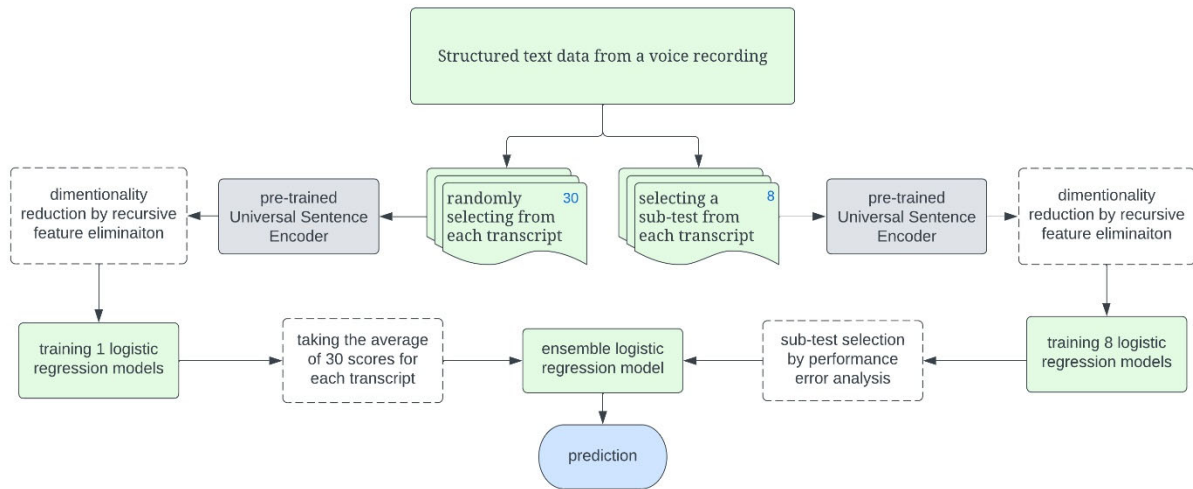 Structured text data from a voice recording
dimentionality
reduction by recursive
feature eliminaiton
pre-trained
Universal Sentence
Encoder
30
randomly
selecting from
each transcript
8
selecting a
sub-test from
each transcript
pre-trained
Universal Sentence
Encoder
dimentionality
reduction by recursive
feature eliminaiton
training 1 logistic
regression models
taking the average
of 30 scores for
each transcript
ensemble logistic
regression model
sub-test selection
by performance
error analysis
training 8 logistic
regression models
prediction